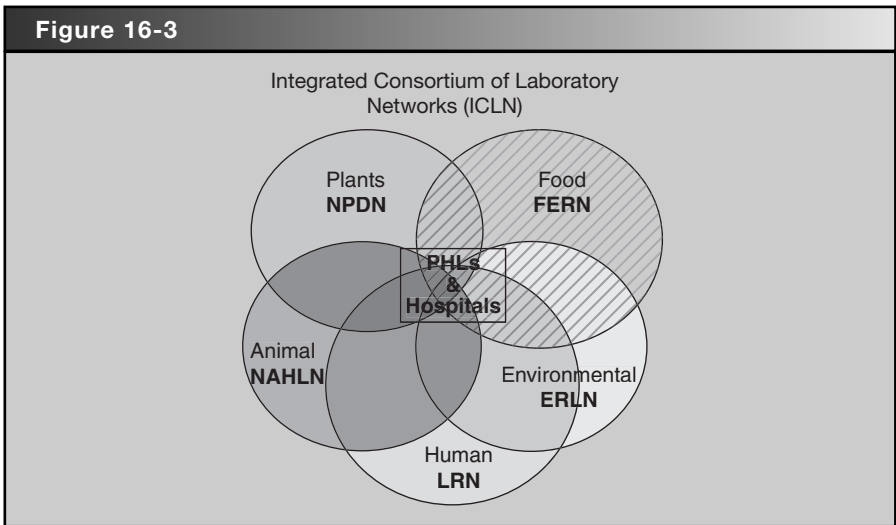 Figure 16-3
Integrated Consortium of Laboratory
Networks (ICLN)
Plants
NPDN
Food
FERN
PHLs
&
Hospitals
Animal
NAHLN
Environmental
ERLN
Human
LRN